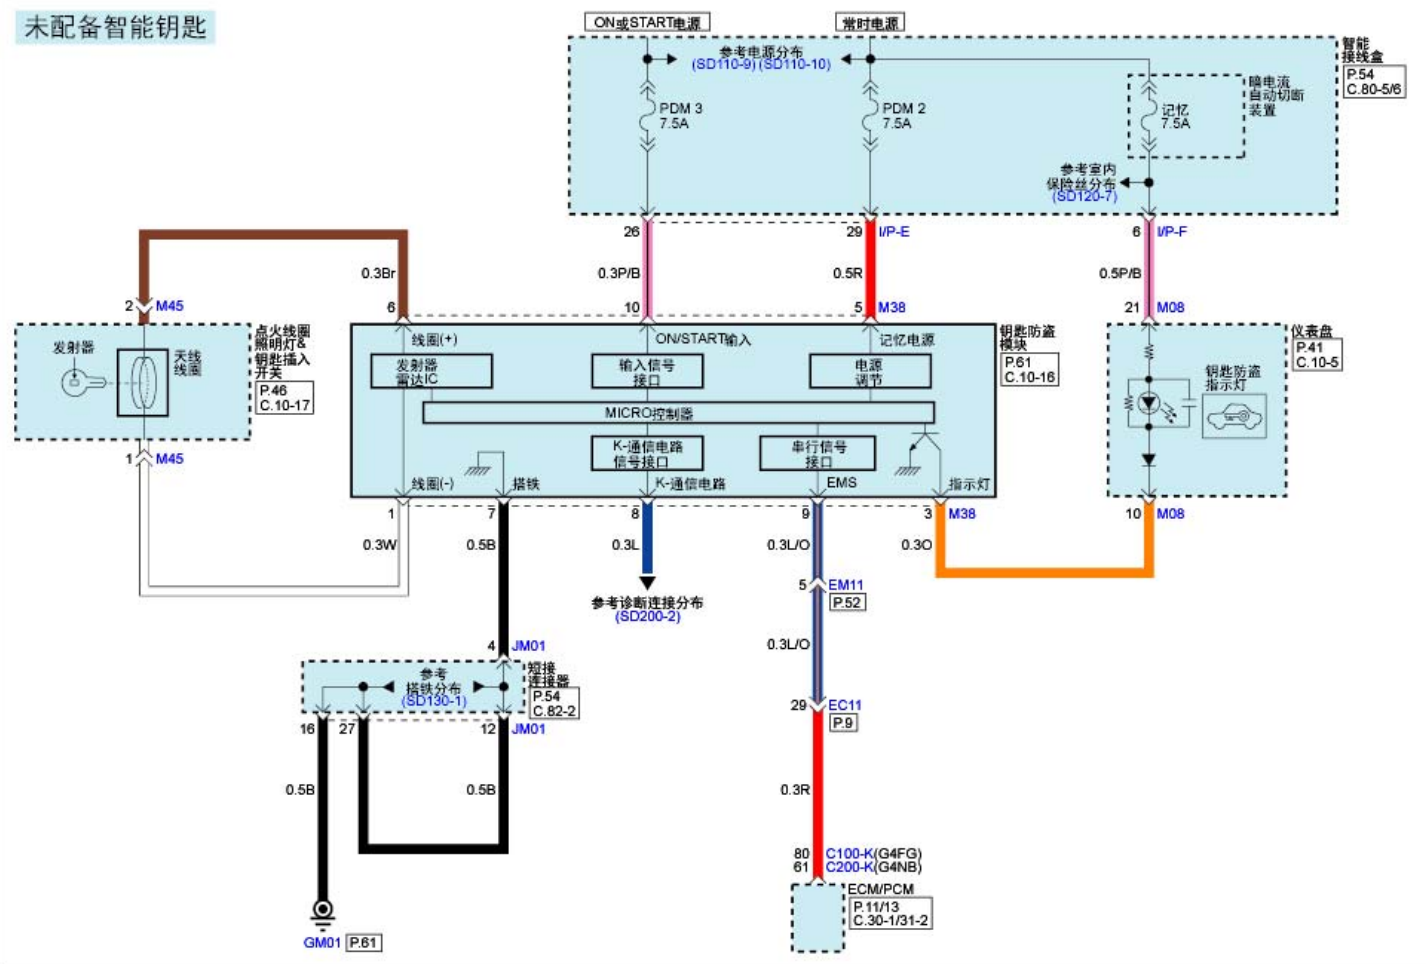 未配备智能钥匙
ON或START电源
常时电源
智能
接线盒
P.54
C.80-5/6
参考电源分布
(SD110-9)(SD110-10)
PDM 3
7.5A
PDM 2
7.5A
记忆
7.5A
暗电流
自动切断
装置
参考室内
保险丝分布
(SD120-7)
26
29
I/P-E
6
I/P-F
0.3Br
0.3P/B
0.5R
0.5P/B
2
M45
6
10
5
M38
21
M08
点火线圈
照明灯&
钥匙插入
开关
P.46
C.10-17
发射器
天线
线圈
线圈(+)
ON/START输入
记忆电源
钥匙防盗
模块
P.61
C.10-16
仪表盘
P.41
C.10-5
发射器
雷达IC
输入信号
接口
电源
调节
钥匙防盗
指示灯
MICRO控制器
K-通信电路
信号接口
串行信号
接口
1
M45
线圈(-)
搭铁
K-通信电路
EMS
指示灯
1
7
8
9
3
M38
10
M08
0.3W
0.5B
0.3L
0.3L/O
0.3O
参考诊断连接分布
(SD200-2)
5
EM11
P.52
4
JM01
0.3L/O
参考
搭铁分布
(SD130-1)
短接
连接器
P.54
C.82-2
29
EC11
P.9
16
27
12
JM01
0.5B
0.5B
0.3R
80
C100-K(G4FG)
61
C200-K(G4NB)
ECM/PCM
P.11/13
C.30-1/31-2
GM01
P.61